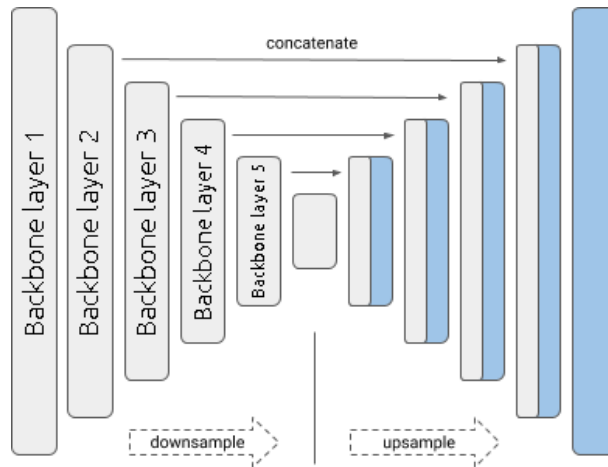 concatenate
Backbone layer 1
Backbone layer 2
Backbone layer 3
Backbone layer 4
Backbone layer 5
downsample
upsample